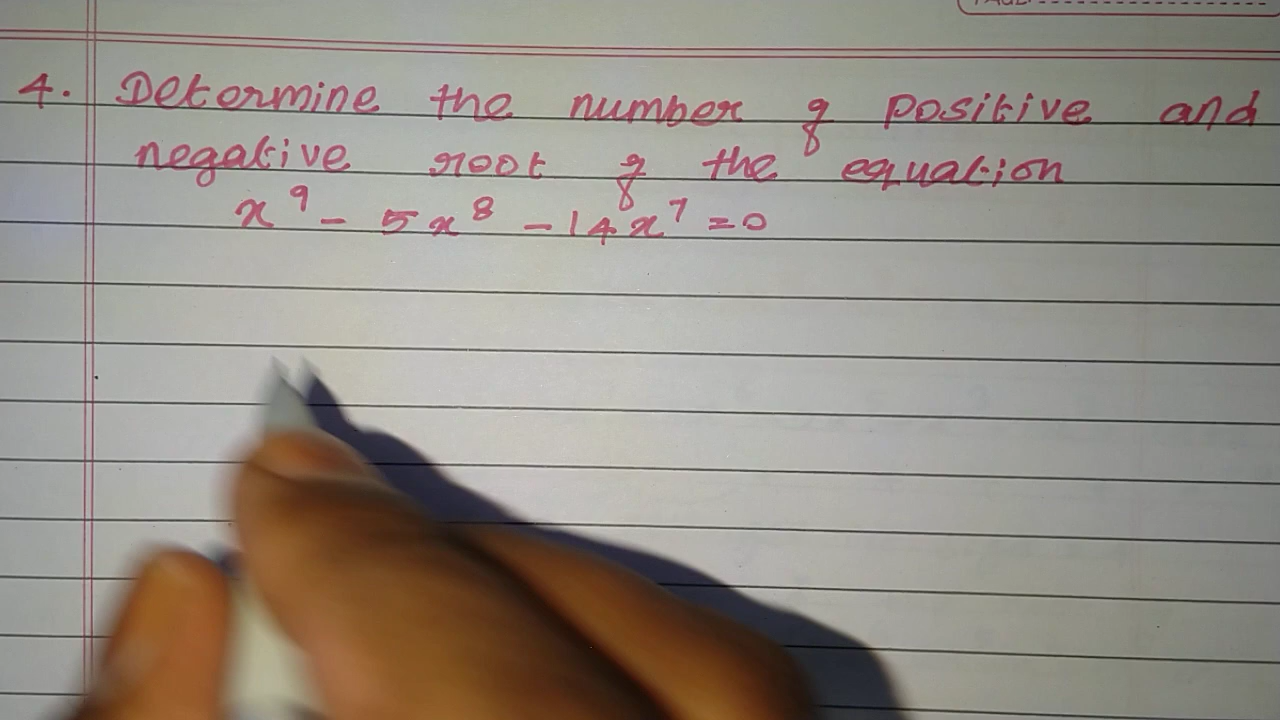 4. Determine the number of positive and
negative root of the equation
x⁹ - 5x⁸ - 14x⁷ = 0